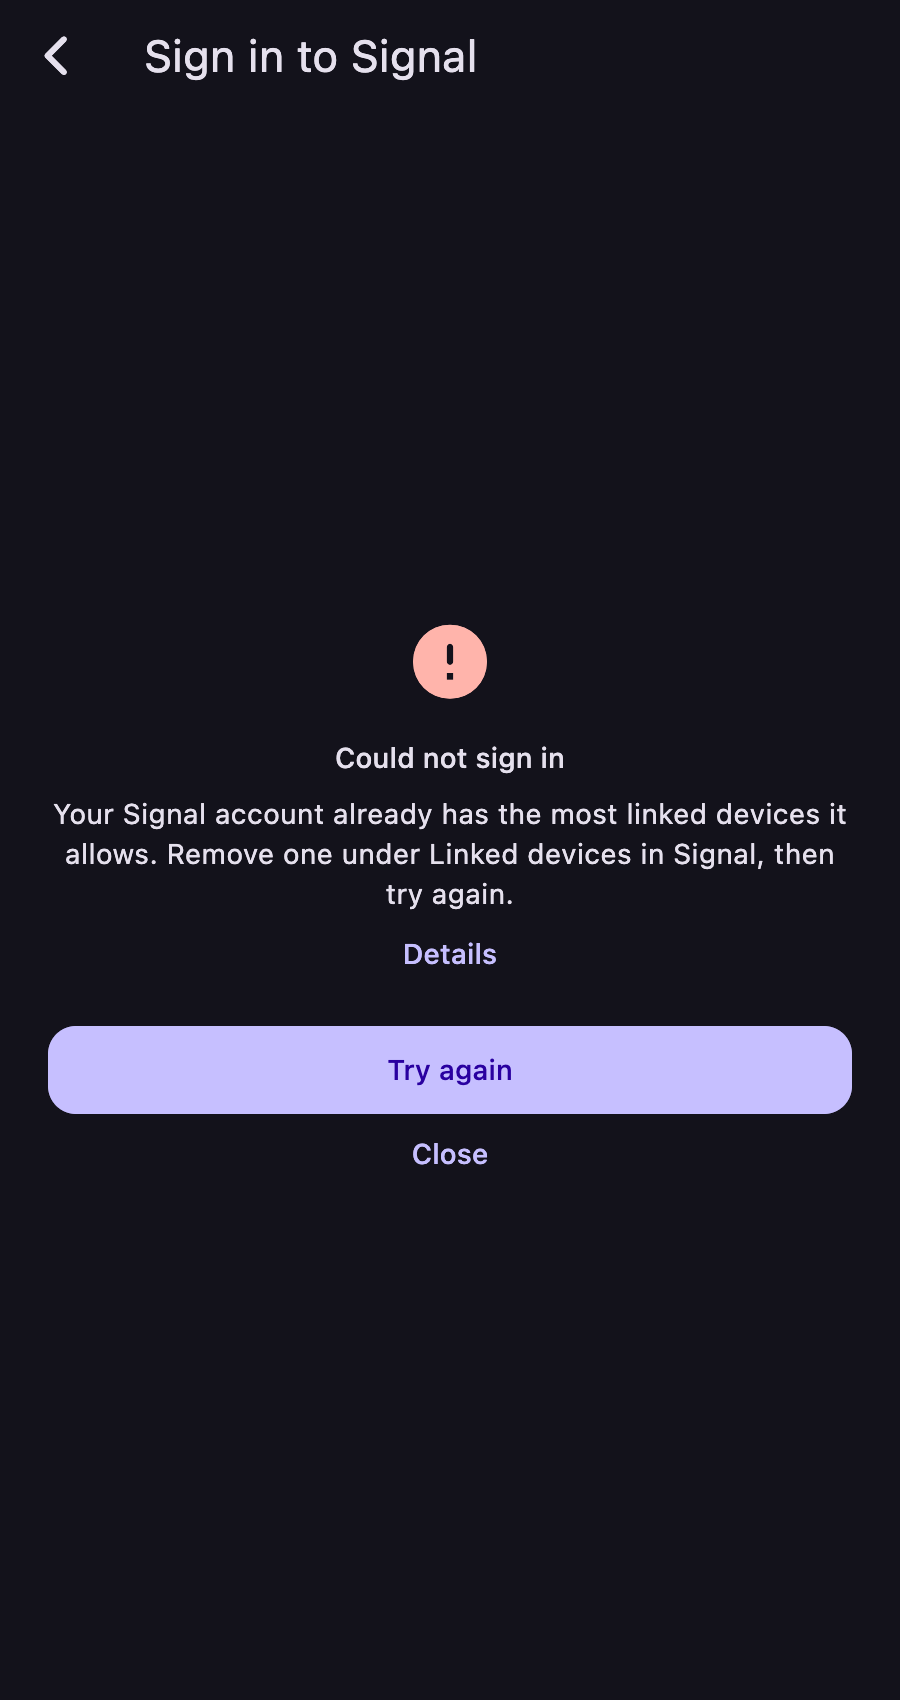 Sign in to Signal
Could not sign in
Your Signal account already has the most linked devices it
allows. Remove one under Linked devices in Signal, then
try again.
Details
Try again
Close